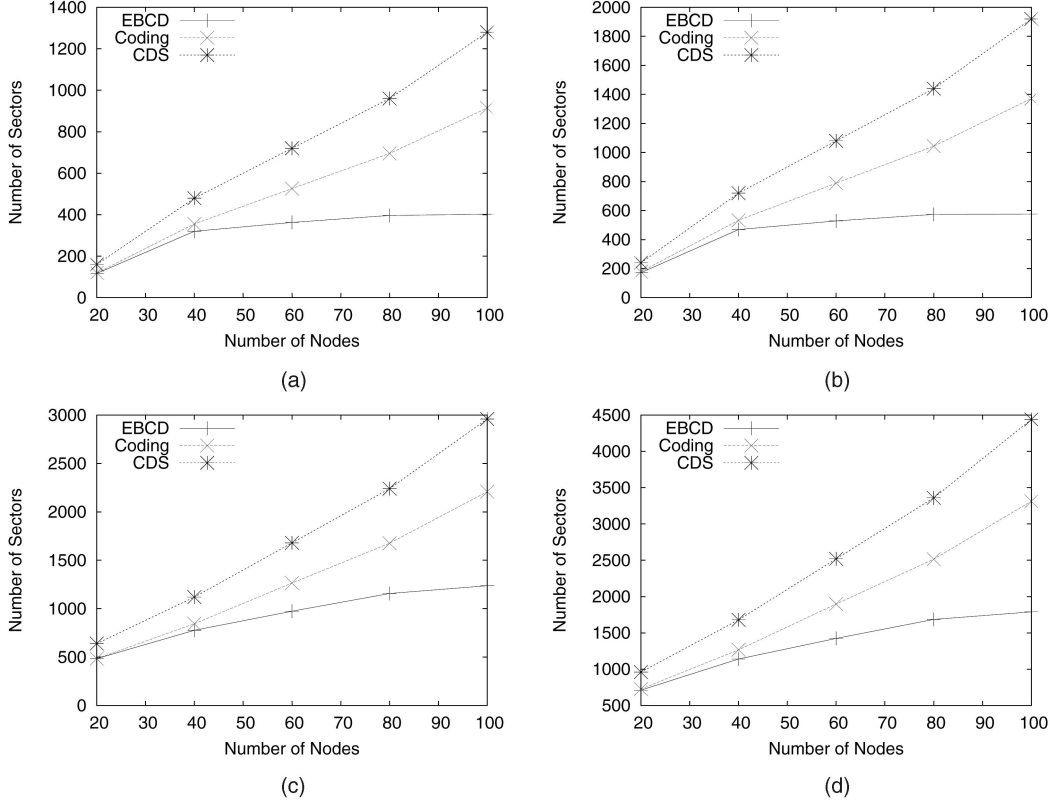 1400
1200
1000
800
600
400
200
0
Number of Sectors
EBCD
Coding
CDS
20 30 40 50 60 70 80 90 100
Number of Nodes
(a)
2000
1800
1600
1400
1200
1000
800
600
400
200
0
Number of Sectors
EBCD
Coding
CDS
20 30 40 50 60 70 80 90 100
Number of Nodes
(b)
3000
2500
2000
1500
1000
500
0
Number of Sectors
EBCD
Coding
CDS
20 30 40 50 60 70 80 90 100
Number of Nodes
(c)
4500
4000
3500
3000
2500
2000
1500
1000
500
Number of Sectors
EBCD
Coding
CDS
20 30 40 50 60 70 80 90 100
Number of Nodes
(d)